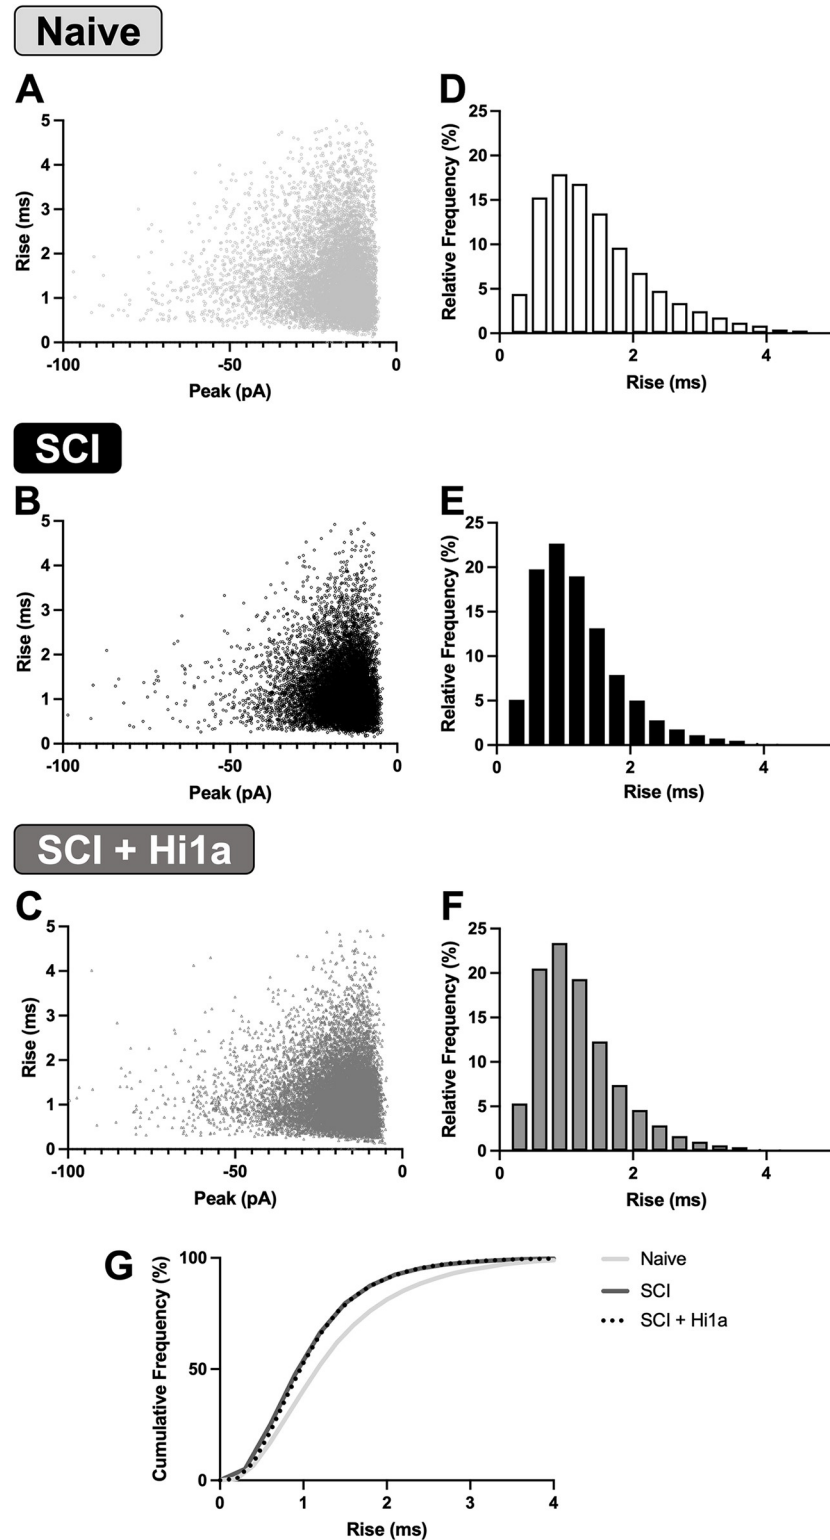 Naive
A
D
5
4
3
2
1
0
Rise (ms)
-100
-50
0
Peak (pA)
25
20
15
10
5
0
Relative Frequency (%)
0
2
4
Rise (ms)
SCI
B
E
5
4
3
2
1
0
Rise (ms)
-100
-50
0
Peak (pA)
25
20
15
10
5
0
Relative Frequency (%)
0
2
4
Rise (ms)
SCI + Hi1a
C
F
5
4
3
2
1
0
Rise (ms)
-100
-50
0
Peak (pA)
25
20
15
10
5
0
Relative Frequency (%)
0
2
4
Rise (ms)
G
100
50
0
Cumulative Frequency (%)
0
1
2
3
4
Rise (ms)
Naive
SCI
SCI + Hi1a